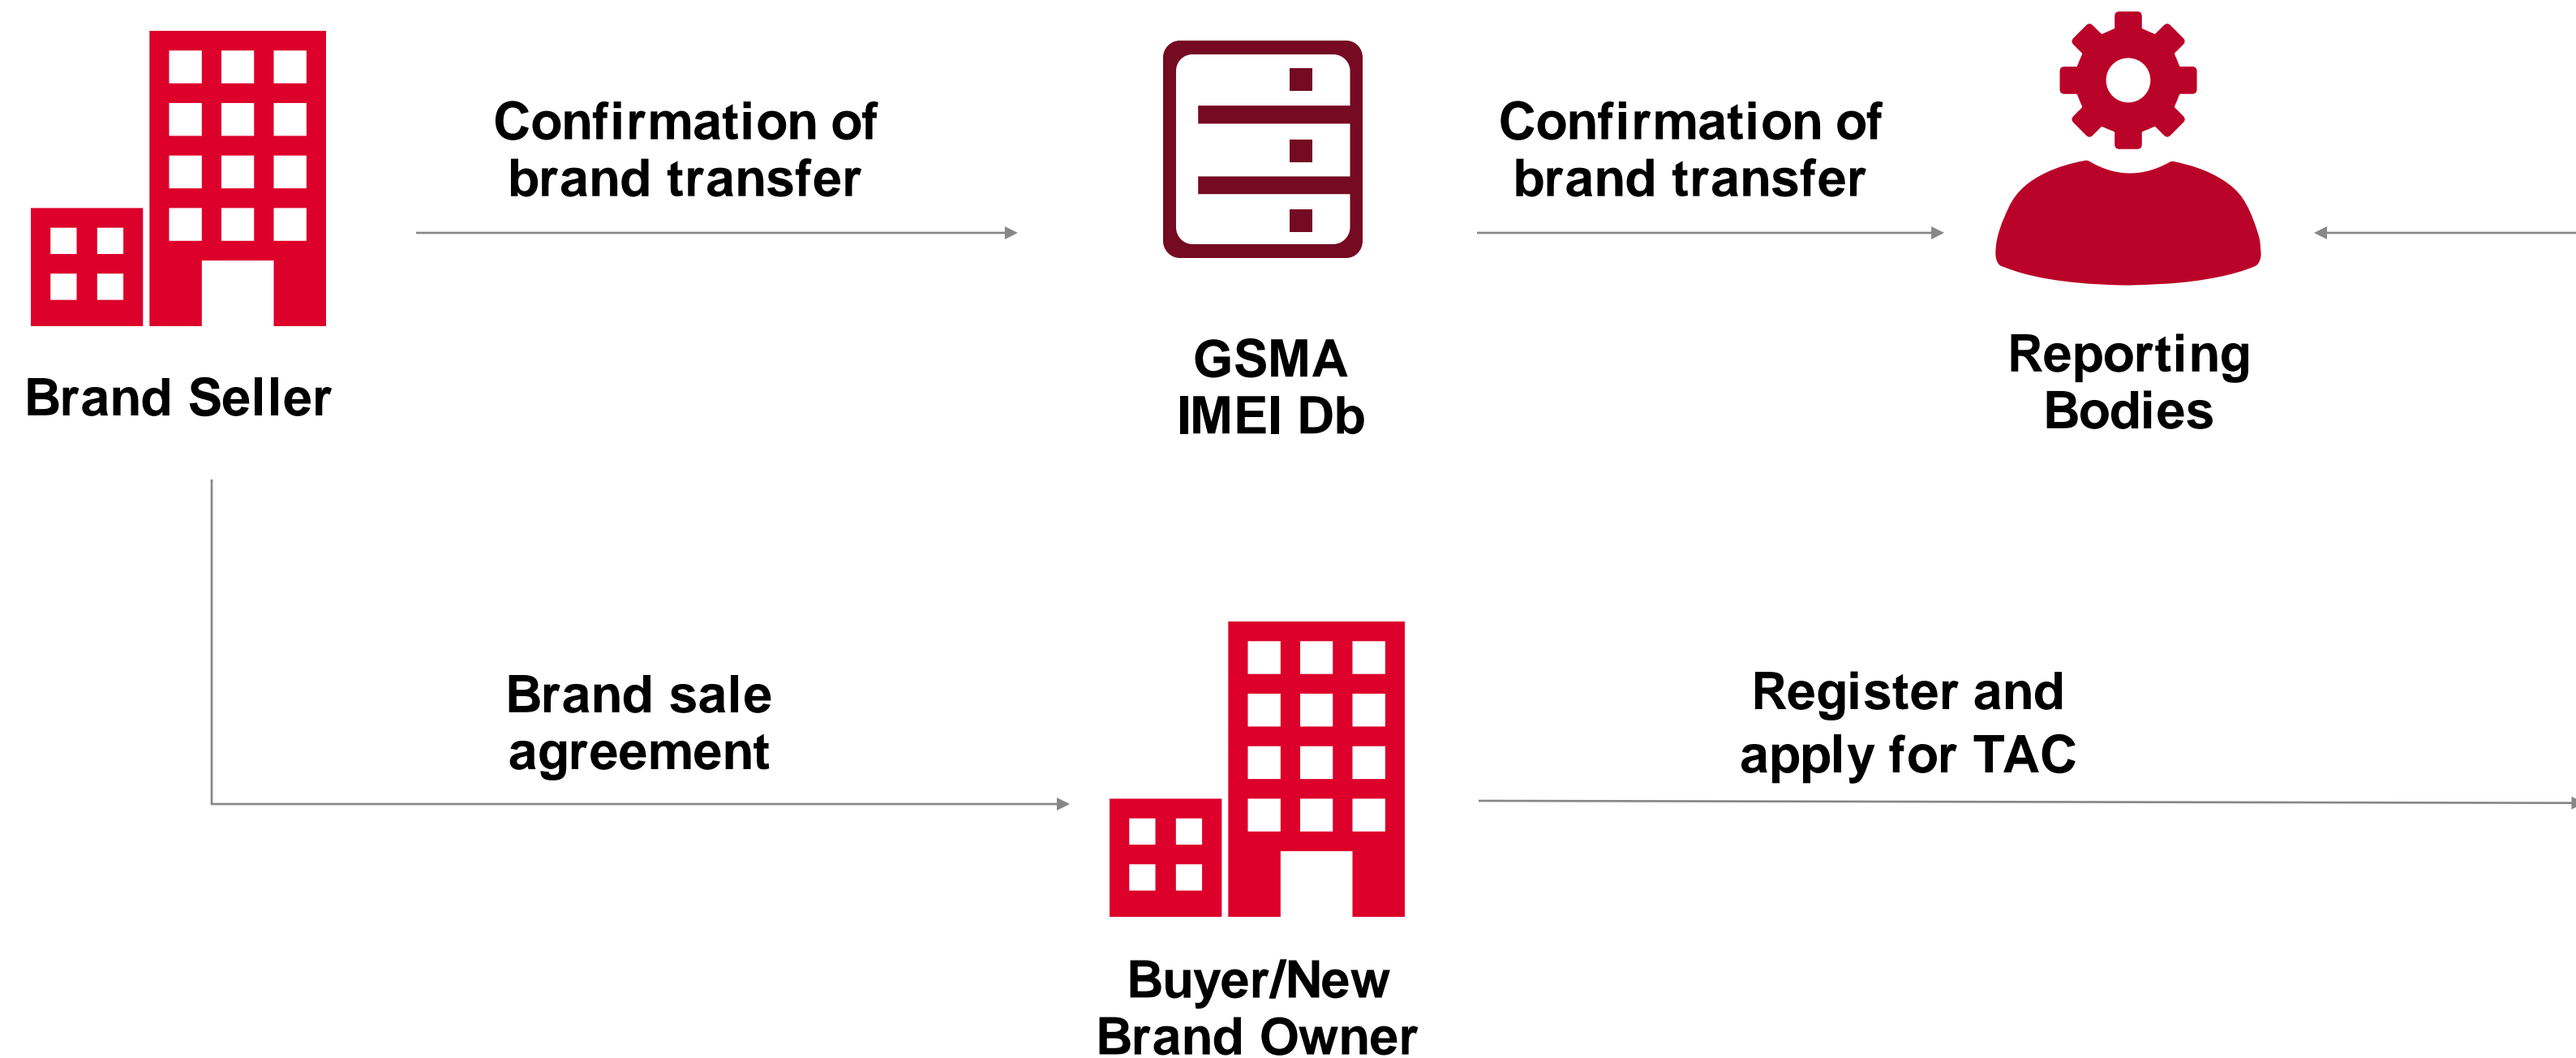 Confirmation of
brand transfer
Confirmation of
brand transfer
Brand Seller
GSMA
IMEI Db
Reporting
Bodies
Brand sale
agreement
Register and
apply for TAC
Buyer/New
Brand Owner